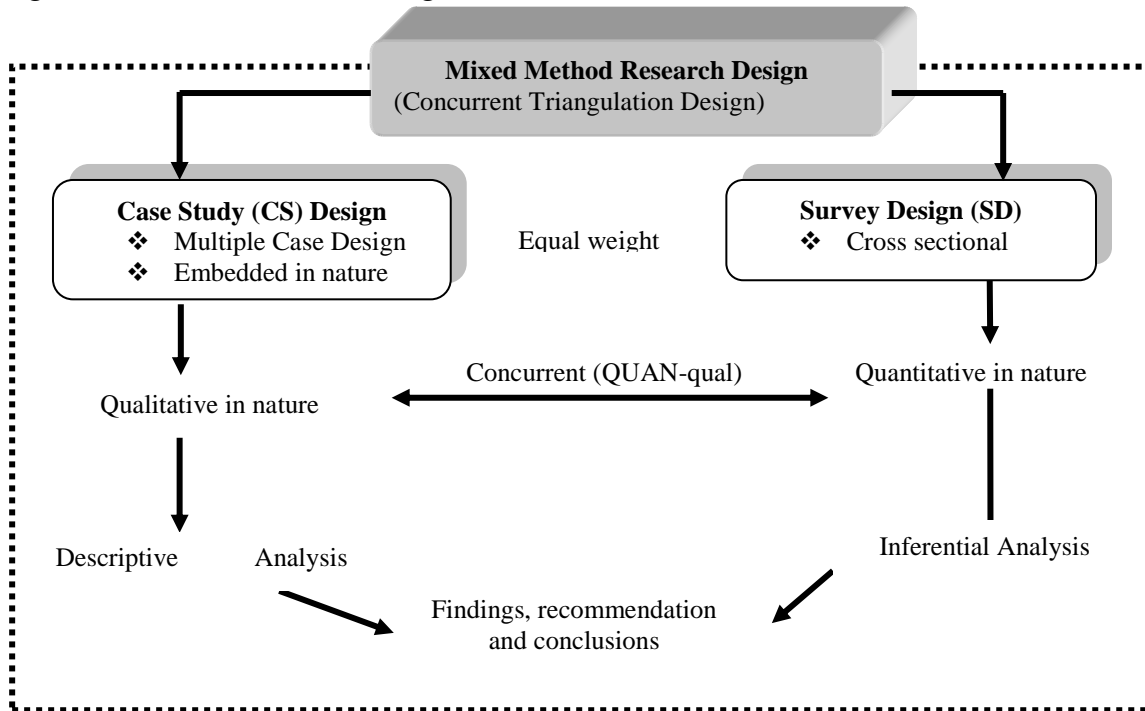 Mixed Method Research Design
(Concurrent Triangulation Design)
Case Study (CS) Design
❖ Multiple Case Design
❖ Embedded in nature
Equal weight
Survey Design (SD)
❖ Cross sectional
Concurrent (QUAN-qual)
Qualitative in nature
Quantitative in nature
Descriptive Analysis
Inferential Analysis
Findings, recommendation
and conclusions